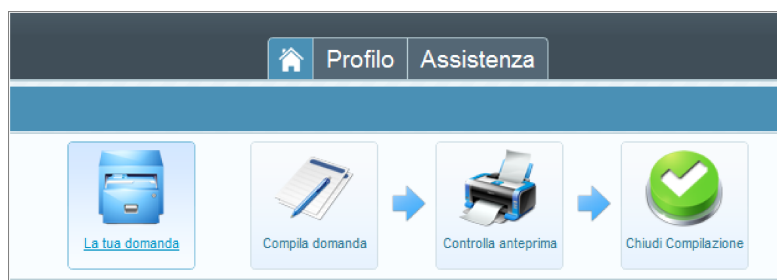 Profilo Assistenza
La tua domanda Compila domanda Controlla anteprima Chiudi Compilazione